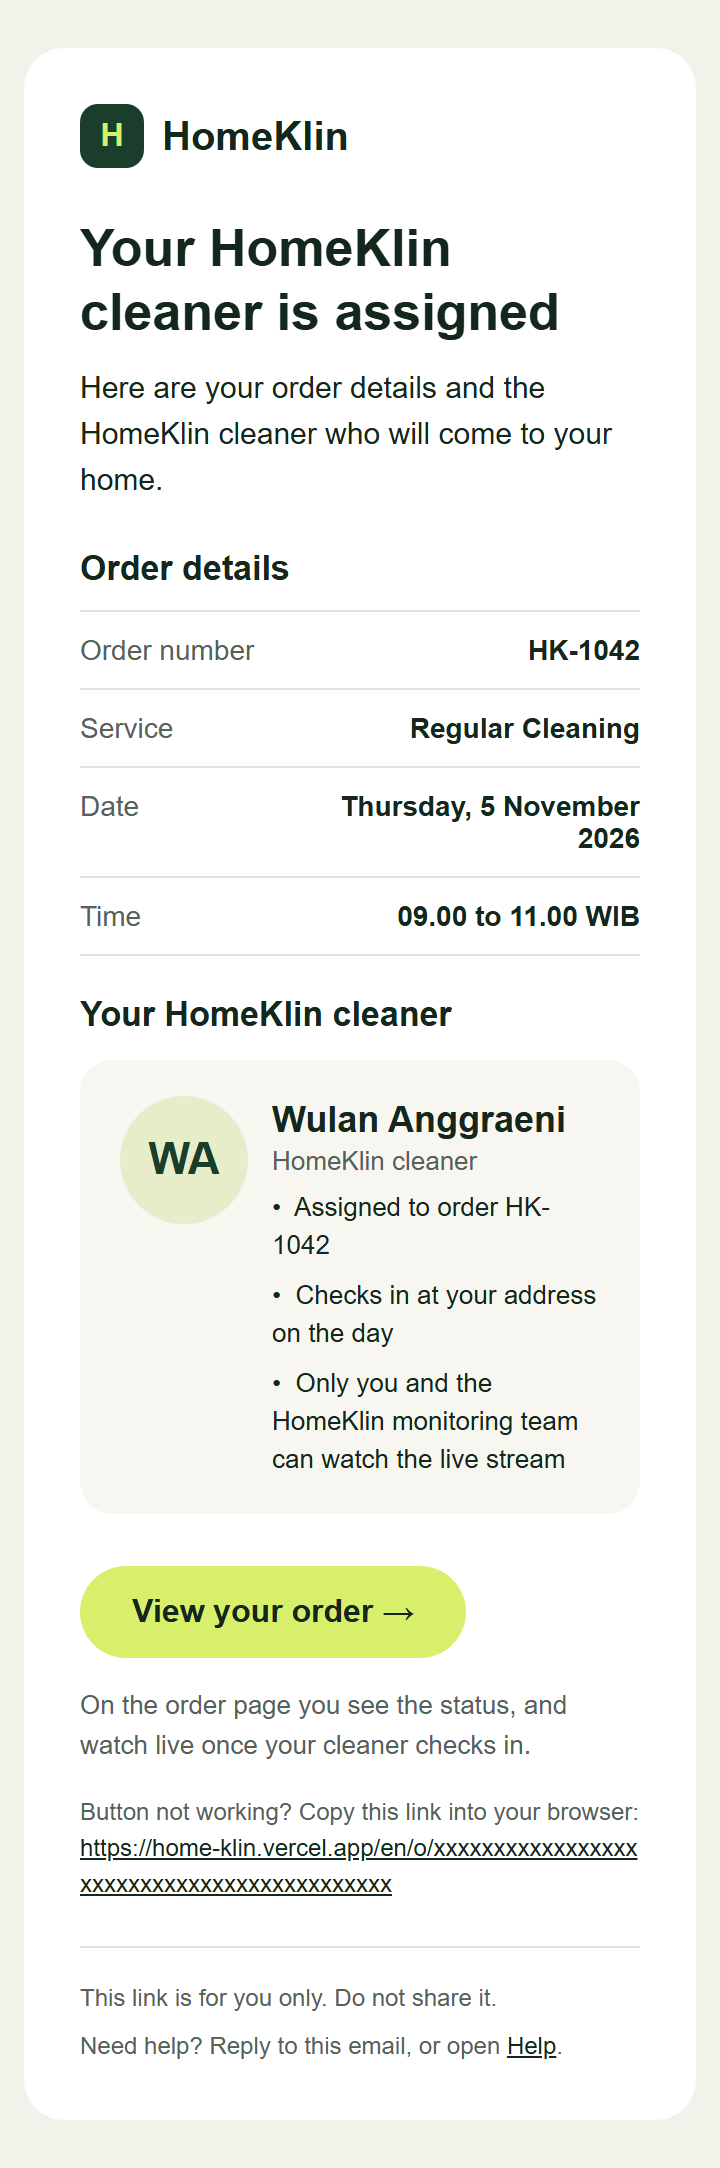 H
HomeKlin
Your HomeKlin
cleaner is assigned
Here are your order details and the
HomeKlin cleaner who will come to your
home.
Order details
Order number HK-1042
Service Regular Cleaning
Date Thursday, 5 November
2026
Time 09.00 to 11.00 WIB
Your HomeKlin cleaner
WA
Wulan Anggraeni
HomeKlin cleaner
• Assigned to order HK-
1042
• Checks in at your address
on the day
• Only you and the
HomeKlin monitoring team
can watch the live stream
View your order →
On the order page you see the status, and
watch live once your cleaner checks in.
Button not working? Copy this link into your browser:
https://home-klin.vercel.app/en/o/xxxxxxxxxxxxxxxxx
xxxxxxxxxxxxxxxxxxxxxxxxxx
This link is for you only. Do not share it.
Need help? Reply to this email, or open Help.